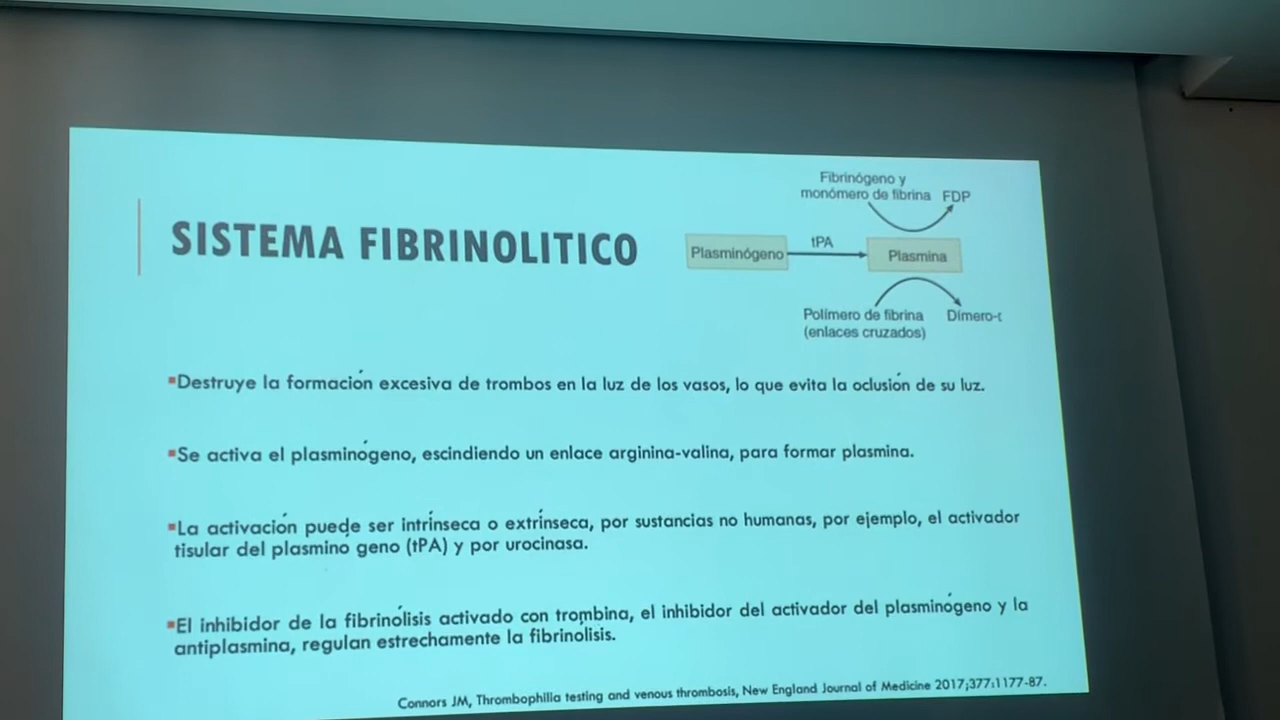 SISTEMA FIBRINOLITICO
Fibrinógeno y
monómero de fibrina FDP
tPA
Plasminógeno
Plasmina
Polímero de fibrina Dímero-
(enlaces cruzados)
▪Destruye la formación excesiva de trombos en la luz de los vasos, lo que evita la oclusión de su luz.
▪Se activa el plasminógeno, escindiendo un enlace arginina-valina, para formar plasmina.
▪La activación puede ser intrínseca o extrínseca, por sustancias no humanas, por ejemplo, el activador
tisular del plasmino geno (tPA) y por urocinasa.
▪El inhibidor de la fibrinólisis activado con trombina, el inhibidor del activador del plasminógeno y la
antiplasmina, regulan estrechamente la fibrinolisis.
Connors JM, Thrombophilia testing and venous thrombosis, New England Journal of Medicine 2017;377:1177-87.